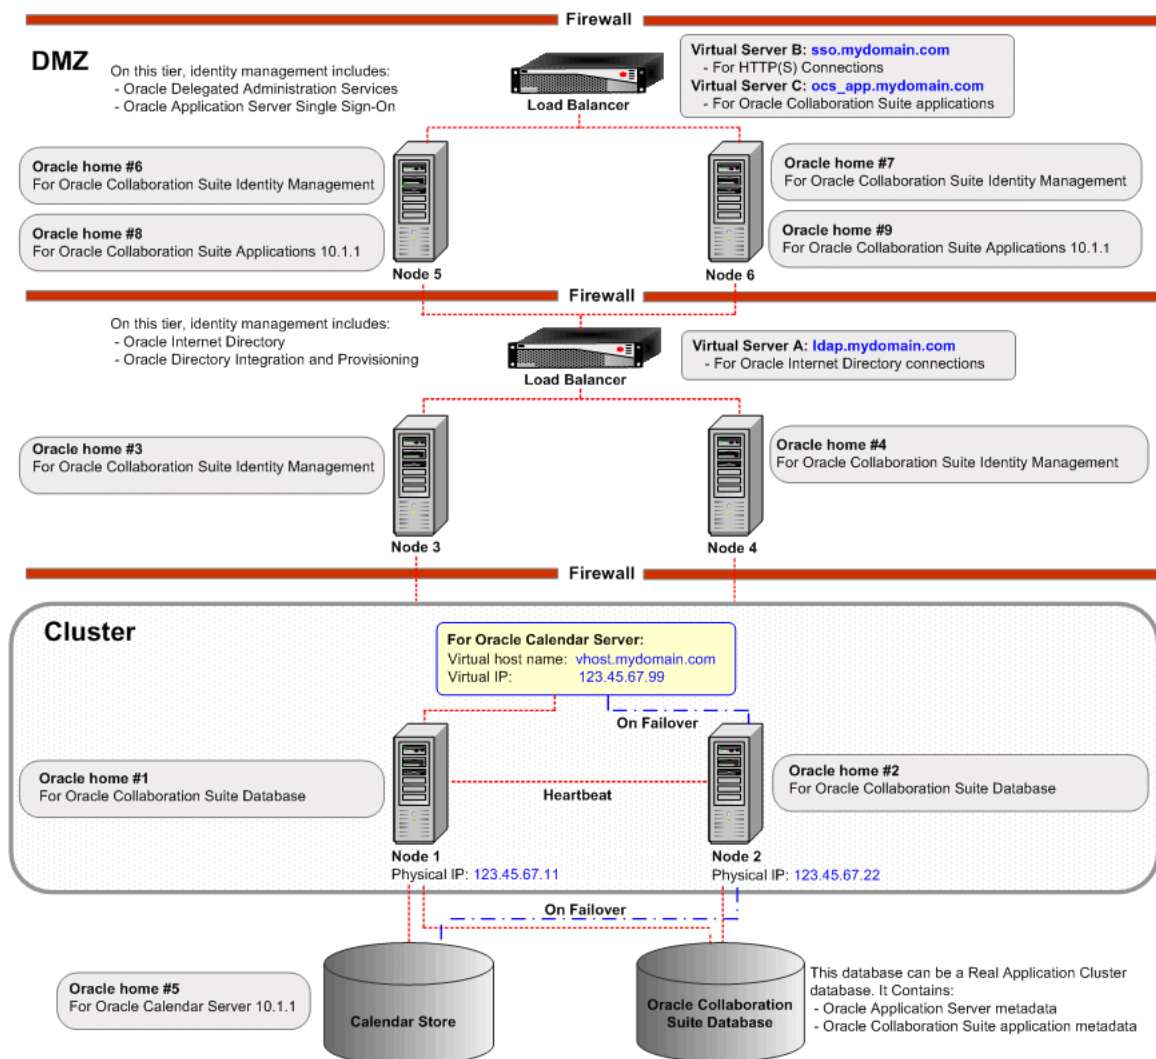 Firewall
DMZ
On this tier, identity management includes:
- Oracle Delegated Administration Services
- Oracle Application Server Single Sign-On
Load Balancer
Virtual Server B: sso.mydomain.com
- For HTTP(S) Connections
Virtual Server C: ocs_app.mydomain.com
- For Oracle Collaboration Suite applications
Oracle home #6
For Oracle Collaboration Suite Identity Management
Oracle home #8
For Oracle Collaboration Suite Applications 10.1.1
Node 5
Oracle home #7
For Oracle Collaboration Suite Identity Management
Oracle home #9
For Oracle Collaboration Suite Applications 10.1.1
Node 6
Firewall
On this tier, identity management includes:
- Oracle Internet Directory
- Oracle Directory Integration and Provisioning
Load Balancer
Virtual Server A: ldap.mydomain.com
- For Oracle Internet Directory connections
Oracle home #3
For Oracle Collaboration Suite Identity Management
Node 3
Oracle home #4
For Oracle Collaboration Suite Identity Management
Node 4
Firewall
Cluster
For Oracle Calendar Server:
Virtual host name: vhost.mydomain.com
Virtual IP: 123.45.67.99
On Failover
Oracle home #1
For Oracle Collaboration Suite Database
Heartbeat
Oracle home #2
For Oracle Collaboration Suite Database
Node 1
Physical IP: 123.45.67.11
Node 2
Physical IP: 123.45.67.22
On Failover
Oracle home #5
For Oracle Calendar Server 10.1.1
Calendar Store
Oracle Collaboration
Suite Database
This database can be a Real Application Cluster
database. It Contains:
- Oracle Application Server metadata
- Oracle Collaboration Suite application metadata